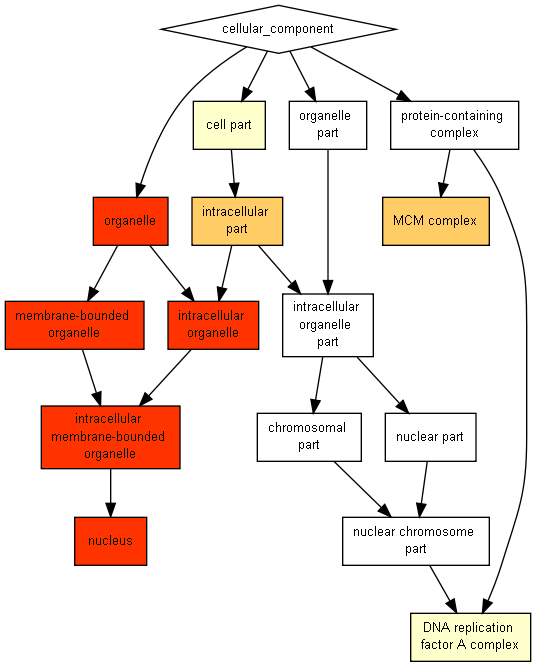 cellular_component
cell part
organelle
part
protein-containing
complex
organelle
intracellular
part
MCM complex
membrane-bounded
organelle
intracellular
organelle
intracellular
organelle
part
intracellular
membrane-bounded
organelle
chromosomal
part
nuclear part
nucleus
nuclear chromosome
part
DNA replication
factor A complex